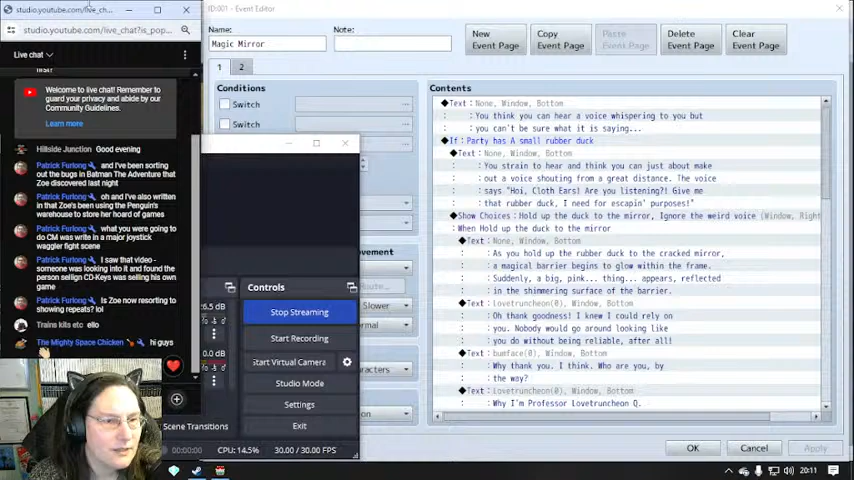 studio.youtube.com/live_ch...
studio.youtube.com/live_chat?is_pop...
Live chat
Welcome to live chat! Remember to
guard your privacy and abide by our
Community Guidelines.
Learn more
Hillside Junction Good evening
Patrick Furlong and I've been sorting
out the bugs in Batman The Adventure that
Zoe discovered last night
Patrick Furlong oh and I've also written
in that Zoe's been using the Penguin's
warehouse to store her hoard of games
Patrick Furlong what you were going to
do CM was write in a major joystick
waggler fight scene
Patrick Furlong I saw that video -
someone was looking into it and found the
person sellign CD-Keys was selling his own
game
Patrick Furlong Is Zoe now resorting to
showing repeats? lol
Trains kits etc ello
The Mighty Space Chicken hi guys
ID:001 - Event Editor
Name:
Magic Mirror
Note:
New
Event Page
Copy
Event Page
Paste
Event Page
Delete
Event Page
Clear
Event Page
1
2
Conditions
Switch
Switch
Contents
◆Text : None, Window, Bottom
: You think you can hear a voice whispering to you but
: you can't be sure what it is saying...
◆If : Party has A small rubber duck
◆Text : None, Window, Bottom
: You strain to hear and think you can just about make
: out a voice shouting from a great distance. The voice
: says "Hoi, Cloth Ears! Are you listening?! Give me
: that rubber duck, I need for escapin' purposes!"
◆Show Choices : Hold up the duck to the mirror, Ignore the weird voice (Window, Right
: When Hold up the duck to the mirror
◆Text : None, Window, Bottom
: As you hold up the rubber duck to the cracked mirror,
: a magical barrier begins to glow within the frame.
: Suddenly, a big, pink... thing... appears, reflected
: in the shimmering surface of the barrier.
◆Text : lovetruncheon(0), Window, Bottom
: Oh thank goodness! I knew I could rely on
: you. Nobody would go around looking like
: you do without being reliable, after all!
◆Text : bumface(0), Window, Bottom
: Why thank you. I think. Who are you, by
: the way?
◆Text : lovetruncheon(0), Window, Bottom
: Why I'm Professor Lovetruncheon Q.
Controls
Stop Streaming
Start Recording
Start Virtual Camera
Studio Mode
Settings
Exit
Scene Transitions
CPU: 14.5%
30.00 / 30.00 FPS
OK
Cancel
Apply
20:11